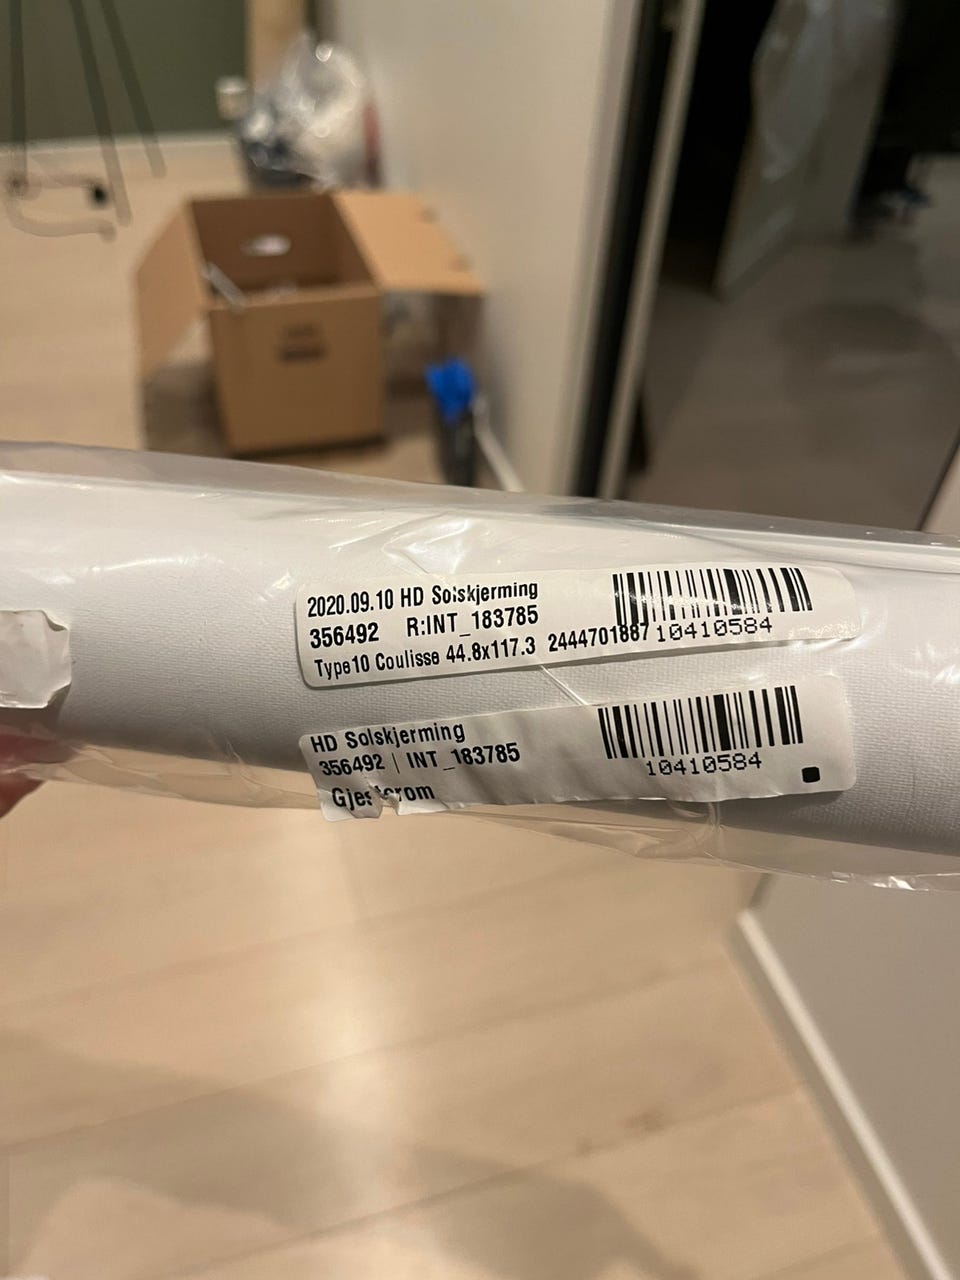 2020.09.10 HD Solskjerming
356492 R:INT_183785
Type10 Coulisse 44.8x117.3 2444701887
10410584
HD Solskjerming
356492 | INT_183785
10410584